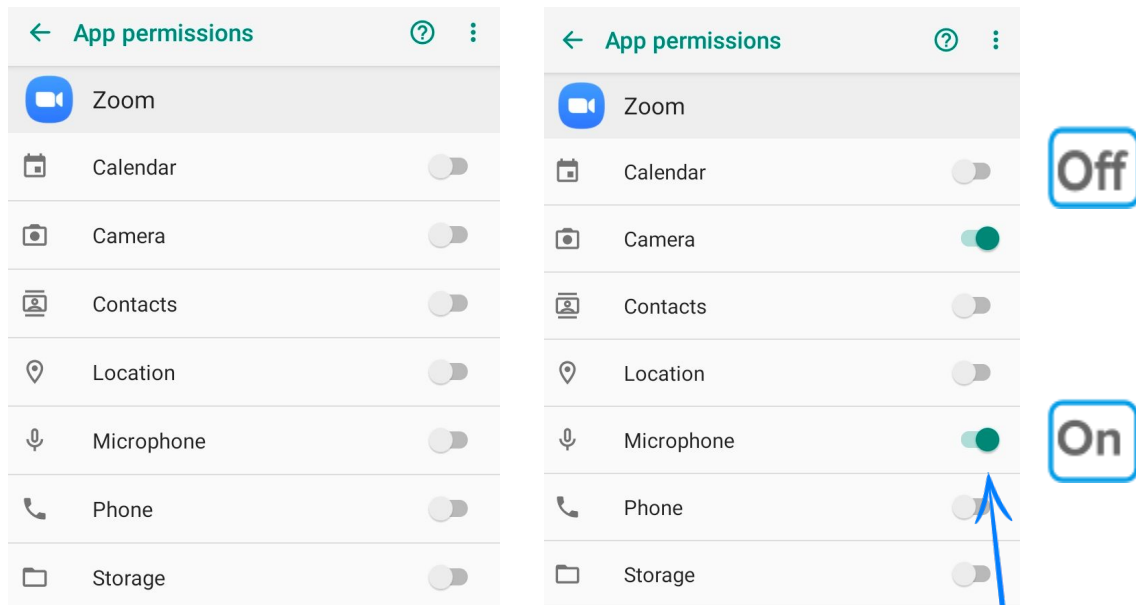 App permissions
Zoom
Calendar
Camera
Contacts
Location
Microphone
Phone
Storage
App permissions
Zoom
Calendar
Camera
Contacts
Location
Microphone
Phone
Storage
Off
On